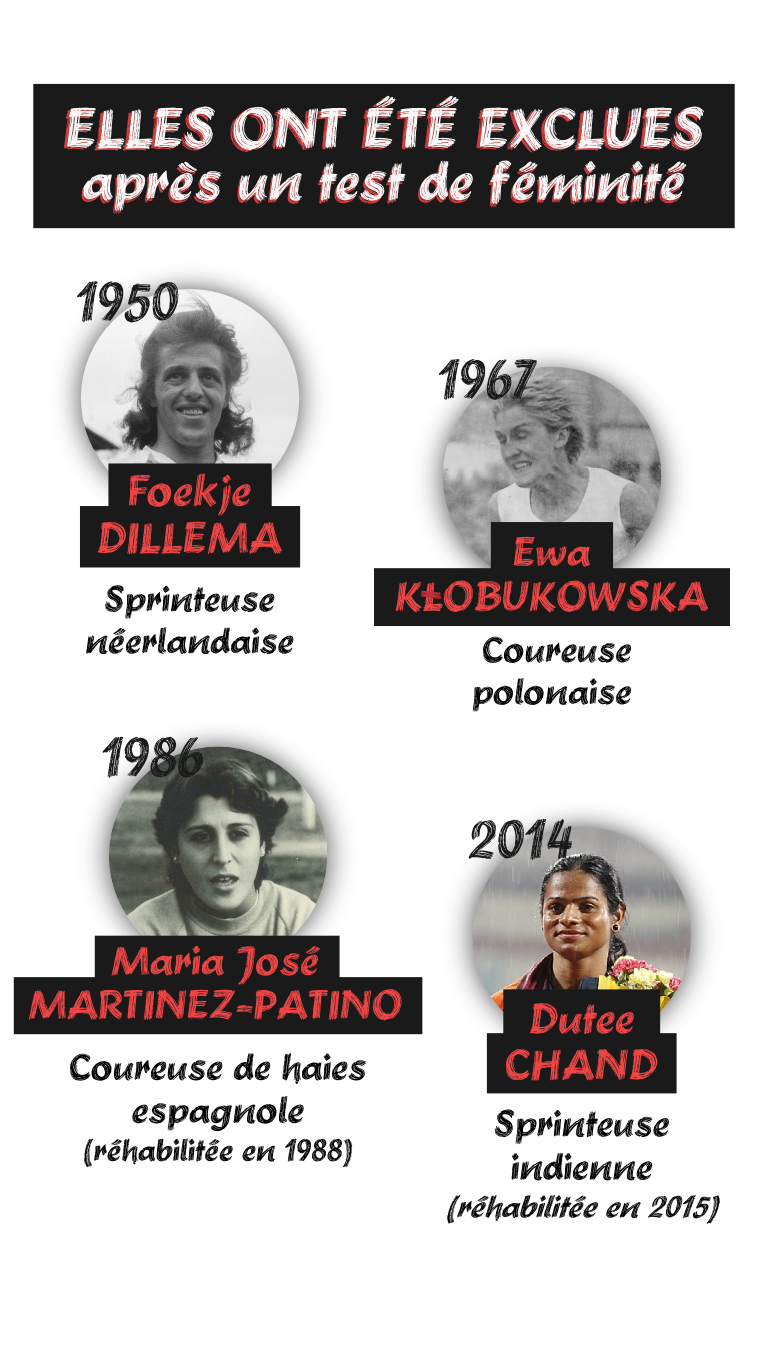 ELLES ONT ÉTÉ EXCLUES
après un test de féminité
1950
Foekje
DILLEMA
Sprinteuse
néerlandaise
1967
Ewa
KŁOBUKOWSKA
Coureuse
polonaise
1986
Maria José
MARTINEZ-PATINO
Coureuse de haies
espagnole
(réhabilitée en 1988)
2014
Dutee
CHAND
Sprinteuse
indienne
(réhabilitée en 2015)